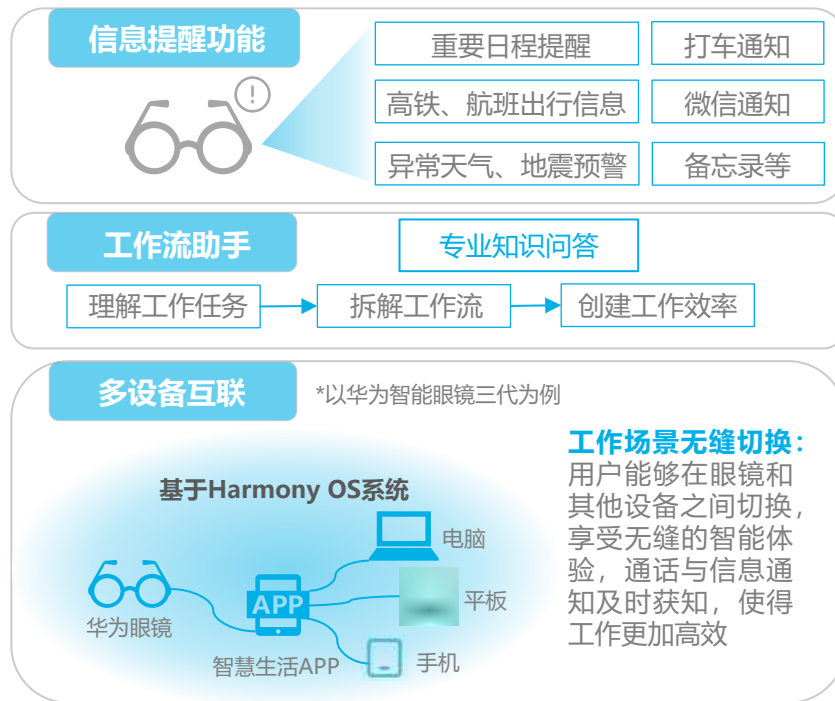 信息提醒功能
重要日程提醒
打车通知
高铁、航班出行信息
微信通知
异常天气、地震预警
备忘录等
工作流助手
专业知识问答
理解工作任务
拆解工作流
创建工作效率
多设备互联
*以华为智能眼镜三代为例
基于Harmony OS系统
电脑
APP
平板
华为眼镜
智慧生活APP
手机
工作场景无缝切换：
用户能够在眼镜和
其他设备之间切换，
享受无缝的智能体
验，通话与信息通
知及时获知，使得
工作更加高效